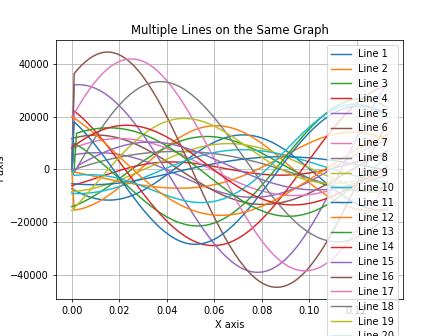 Multiple Lines on the Same Graph
40000
20000
0
−20000
−40000
0.00
0.02
0.04
0.06
0.08
0.10
X axis
Line 1
Line 2
Line 3
Line 4
Line 5
Line 6
Line 7
Line 8
Line 9
Line 10
Line 11
Line 12
Line 13
Line 14
Line 15
Line 16
Line 17
Line 18
Line 19
Line 20